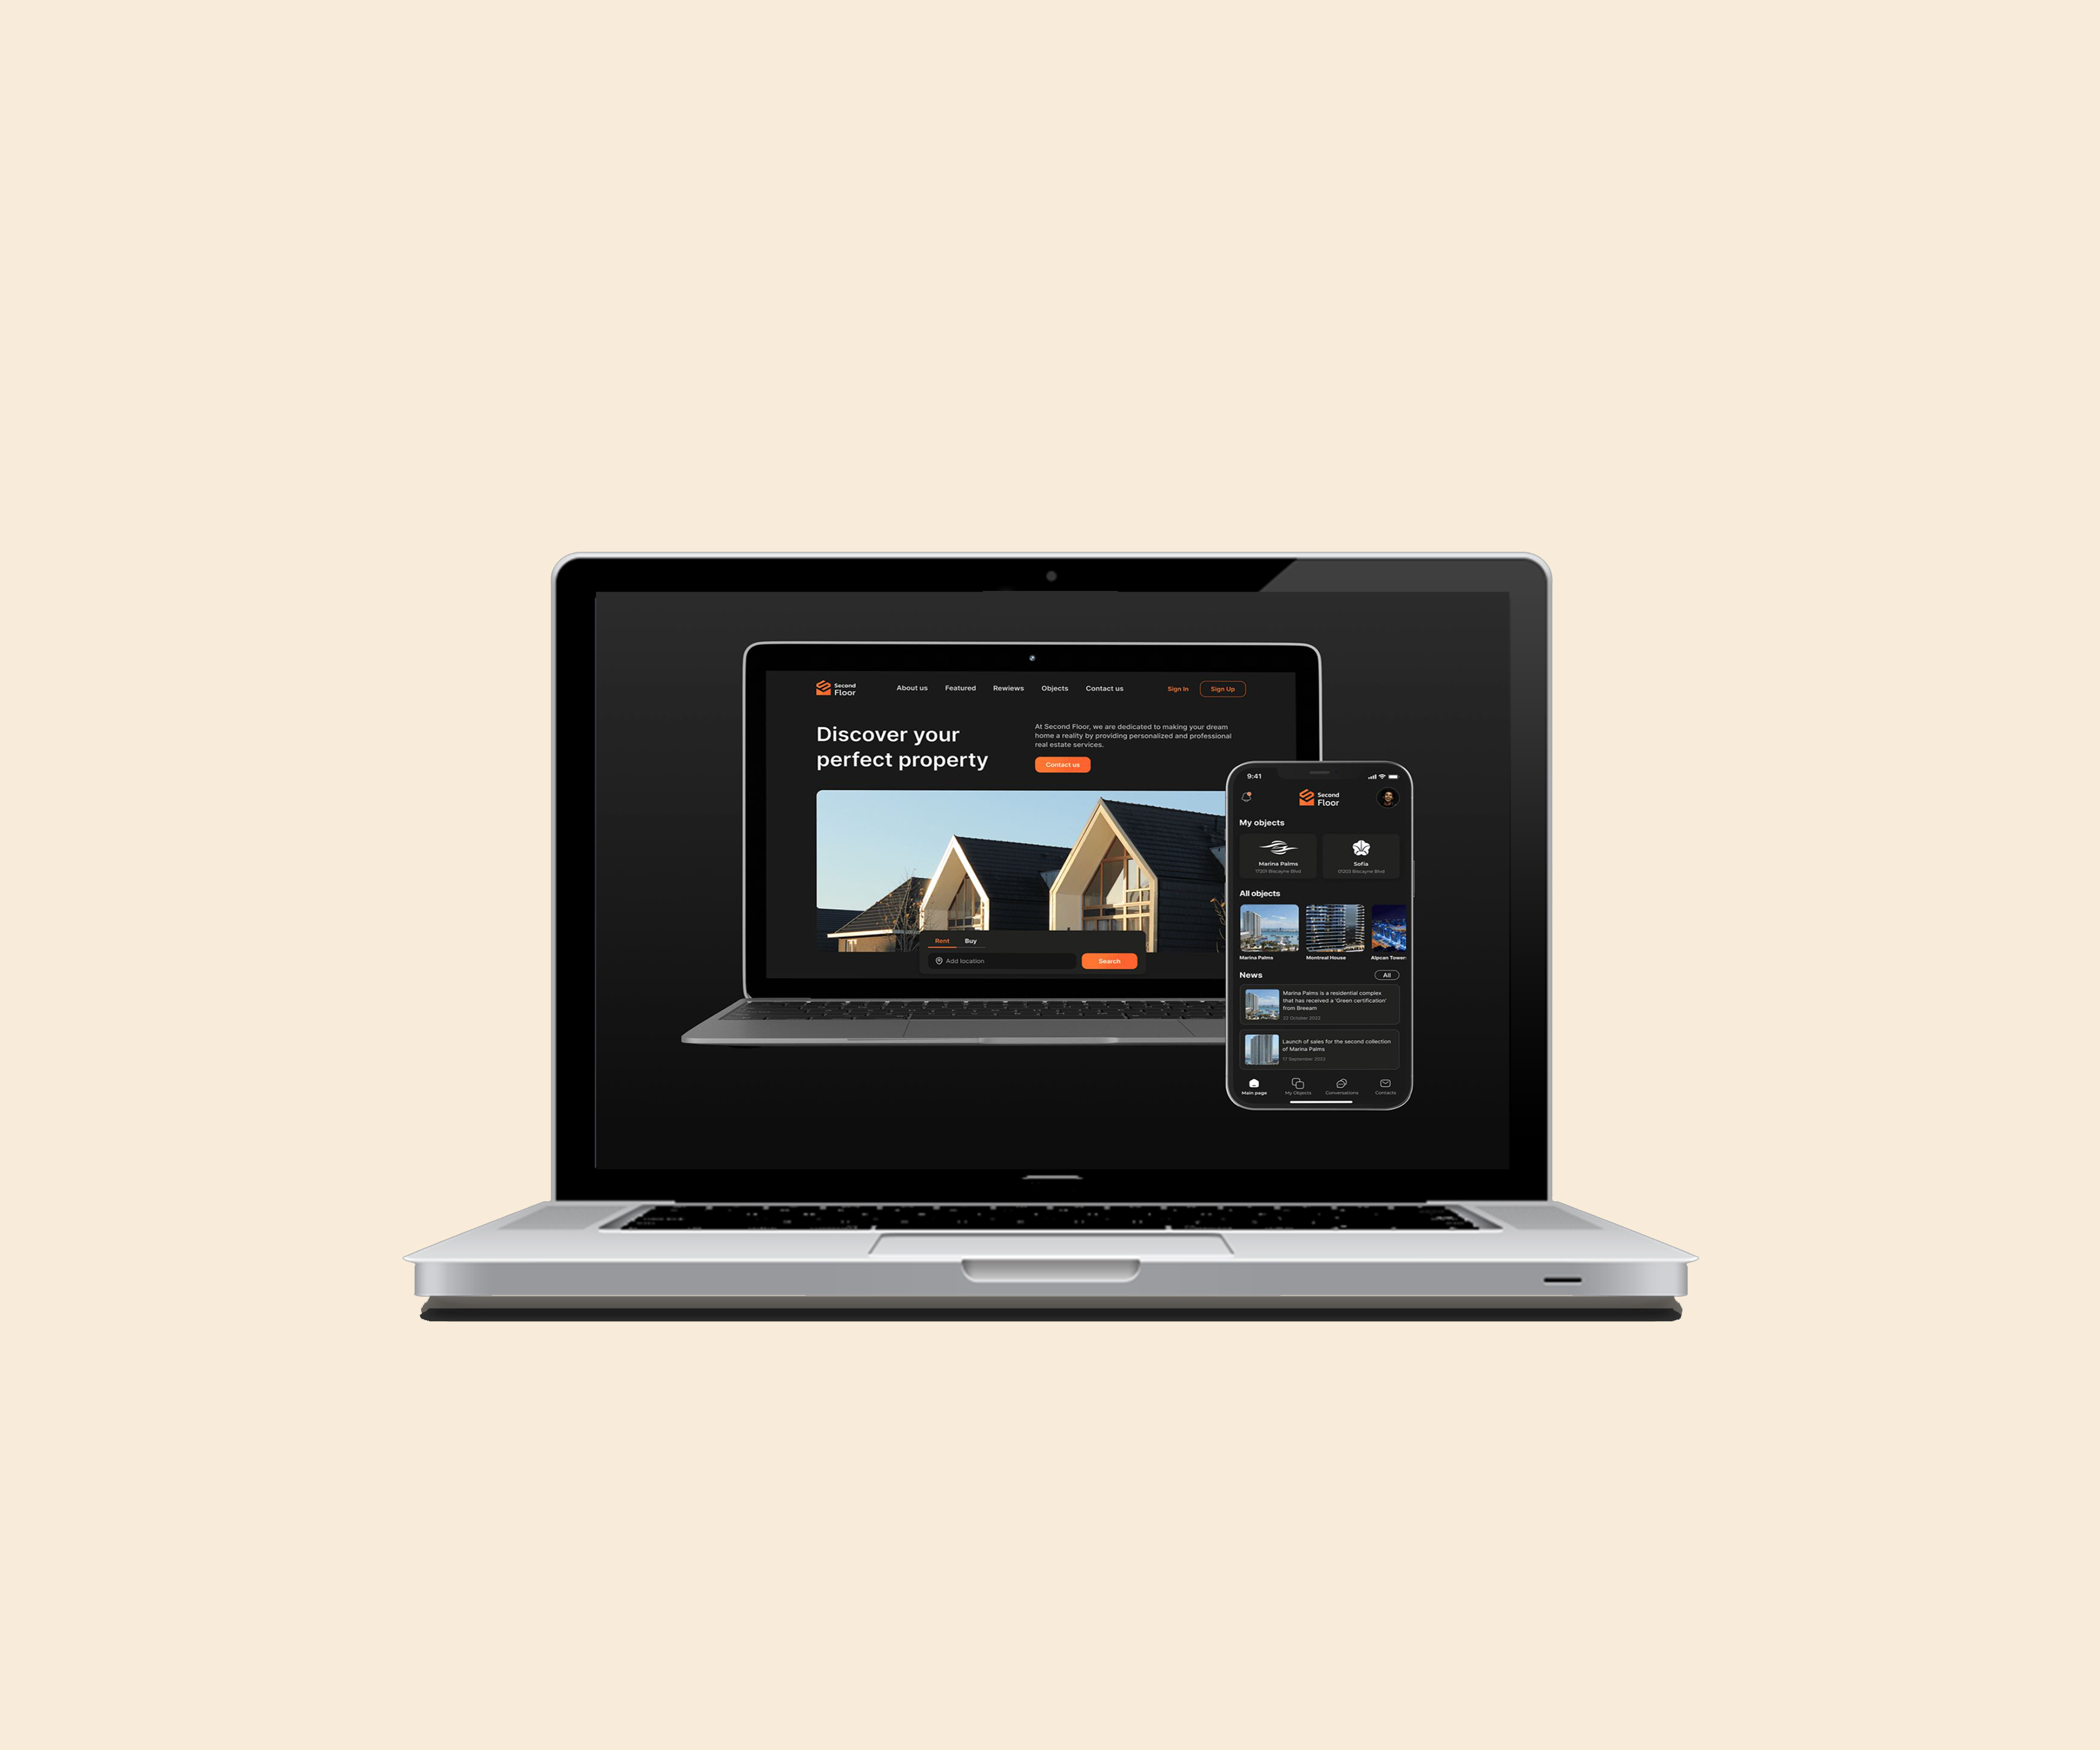 Second
Floor
About us
Featured
Rewiews
Objects
Contact us
Sign In
Sign Up
Discover your
perfect property
At Second Floor, we are dedicated to making your dream
home a reality by providing personalized and professional
real estate services.
Contact us
Rent
Buy
Add location
Search
9:41
Second
Floor
My objects
Marina Palms
17201 Biscayne Blvd
Sofia
01203 Biscayne Blvd
All objects
Marina Palms
Montreal House
Alpcan Tower
News
All
Marina Palms is a residential complex
that has received a 'Green certification'
from Breeam
22 October 2022
Launch of sales for the second collection
of Marina Palms
17 September 2022
Main page
My Objects
Conversations
Contacts